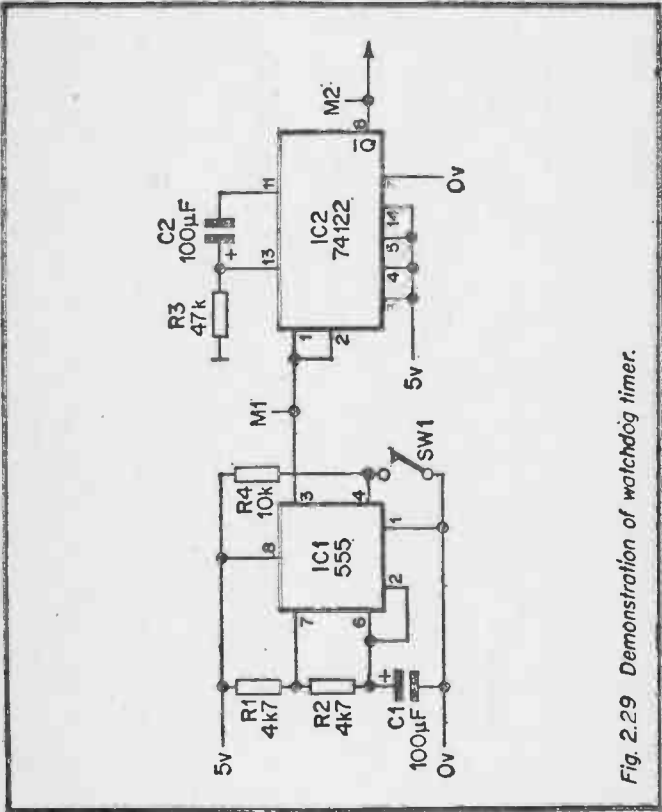 5v
R1
4k7
R2
4k7
C1
100µF
+
0v
7
6
2
8
IC1
555
3
4
1
R4
10k
SW1
M1
R3
47k
C2
100µF
+
13
11
1
2
IC2
74122
3
4
5
14
7
5v
0v
Q̅
M2
Fig. 2.29 Demonstration of watchdog timer.